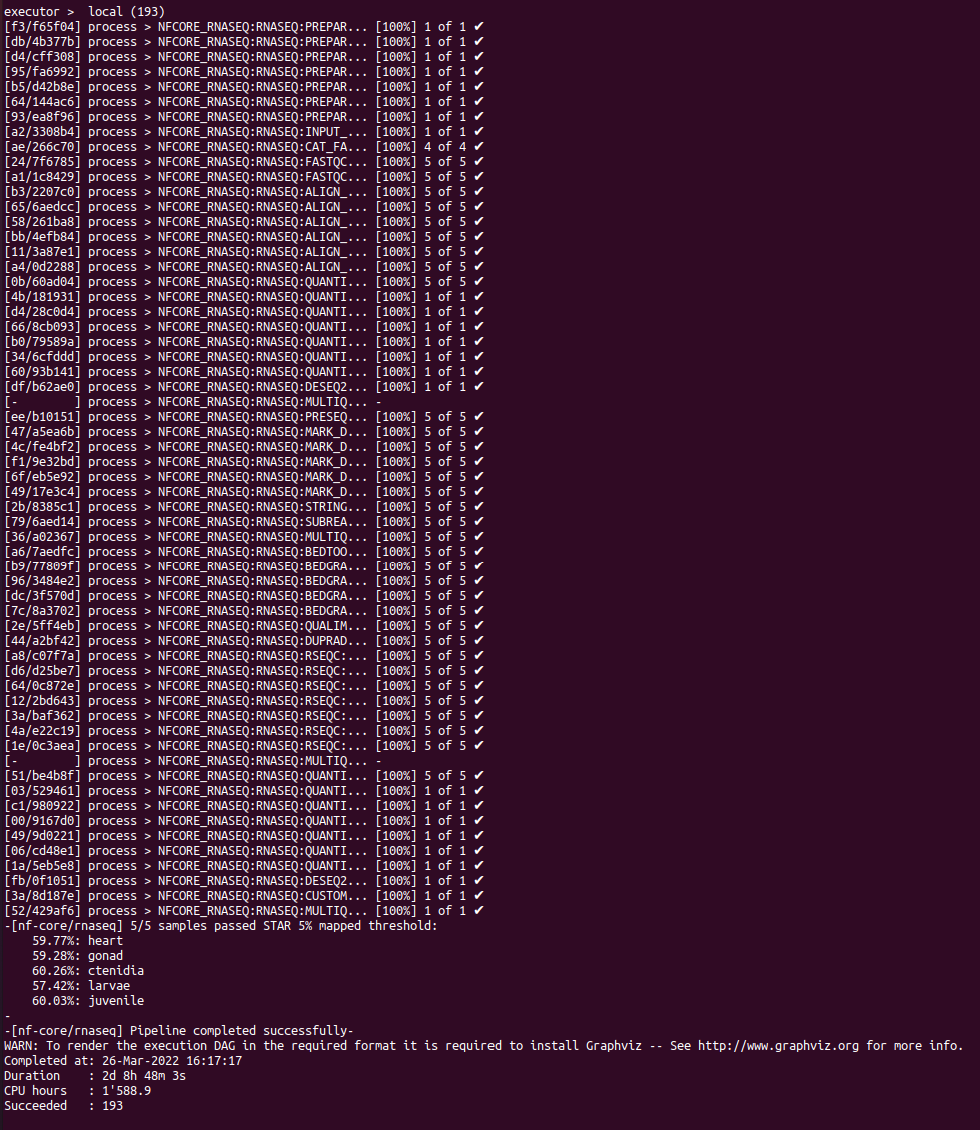 executor >  local (193)
[f3/f65f04] process > NFCORE_RNASEQ:RNASEQ:PREPAR... [100%] 1 of 1 ✔
[db/4b377b] process > NFCORE_RNASEQ:RNASEQ:PREPAR... [100%] 1 of 1 ✔
[d4/cff308] process > NFCORE_RNASEQ:RNASEQ:PREPAR... [100%] 1 of 1 ✔
[95/fa6992] process > NFCORE_RNASEQ:RNASEQ:PREPAR... [100%] 1 of 1 ✔
[b5/d42b8e] process > NFCORE_RNASEQ:RNASEQ:PREPAR... [100%] 1 of 1 ✔
[64/144ac6] process > NFCORE_RNASEQ:RNASEQ:PREPAR... [100%] 1 of 1 ✔
[93/ea8f96] process > NFCORE_RNASEQ:RNASEQ:PREPAR... [100%] 1 of 1 ✔
[a2/3308b4] process > NFCORE_RNASEQ:RNASEQ:INPUT_... [100%] 1 of 1 ✔
[ae/266c70] process > NFCORE_RNASEQ:RNASEQ:CAT_FA... [100%] 4 of 4 ✔
[24/7f6785] process > NFCORE_RNASEQ:RNASEQ:FASTQC... [100%] 5 of 5 ✔
[a1/1c8429] process > NFCORE_RNASEQ:RNASEQ:FASTQC... [100%] 5 of 5 ✔
[b3/2207c0] process > NFCORE_RNASEQ:RNASEQ:ALIGN_... [100%] 5 of 5 ✔
[65/6aedcc] process > NFCORE_RNASEQ:RNASEQ:ALIGN_... [100%] 5 of 5 ✔
[58/261ba8] process > NFCORE_RNASEQ:RNASEQ:ALIGN_... [100%] 5 of 5 ✔
[bb/4efb84] process > NFCORE_RNASEQ:RNASEQ:ALIGN_... [100%] 5 of 5 ✔
[11/3a87e1] process > NFCORE_RNASEQ:RNASEQ:ALIGN_... [100%] 5 of 5 ✔
[a4/0d2288] process > NFCORE_RNASEQ:RNASEQ:ALIGN_... [100%] 5 of 5 ✔
[0b/60ad04] process > NFCORE_RNASEQ:RNASEQ:QUANTI... [100%] 5 of 5 ✔
[4b/181931] process > NFCORE_RNASEQ:RNASEQ:QUANTI... [100%] 1 of 1 ✔
[d4/28c0d4] process > NFCORE_RNASEQ:RNASEQ:QUANTI... [100%] 1 of 1 ✔
[66/8cb093] process > NFCORE_RNASEQ:RNASEQ:QUANTI... [100%] 1 of 1 ✔
[b0/79589a] process > NFCORE_RNASEQ:RNASEQ:QUANTI... [100%] 1 of 1 ✔
[34/6cfddd] process > NFCORE_RNASEQ:RNASEQ:QUANTI... [100%] 1 of 1 ✔
[60/93b141] process > NFCORE_RNASEQ:RNASEQ:QUANTI... [100%] 1 of 1 ✔
[df/b62ae0] process > NFCORE_RNASEQ:RNASEQ:DESEQ2... [100%] 1 of 1 ✔
[-        ] process > NFCORE_RNASEQ:RNASEQ:MULTIQ... -
[ee/b10151] process > NFCORE_RNASEQ:RNASEQ:PRESEQ... [100%] 5 of 5 ✔
[47/a5ea6b] process > NFCORE_RNASEQ:RNASEQ:MARK_D... [100%] 5 of 5 ✔
[4c/fe4bf2] process > NFCORE_RNASEQ:RNASEQ:MARK_D... [100%] 5 of 5 ✔
[f1/9e32bd] process > NFCORE_RNASEQ:RNASEQ:MARK_D... [100%] 5 of 5 ✔
[6f/eb5e92] process > NFCORE_RNASEQ:RNASEQ:MARK_D... [100%] 5 of 5 ✔
[49/17e3c4] process > NFCORE_RNASEQ:RNASEQ:MARK_D... [100%] 5 of 5 ✔
[2b/8385c1] process > NFCORE_RNASEQ:RNASEQ:STRING... [100%] 5 of 5 ✔
[79/6aed14] process > NFCORE_RNASEQ:RNASEQ:SUBREA... [100%] 5 of 5 ✔
[36/a02367] process > NFCORE_RNASEQ:RNASEQ:MULTIQ... [100%] 5 of 5 ✔
[a6/7aedfc] process > NFCORE_RNASEQ:RNASEQ:BEDTOO... [100%] 5 of 5 ✔
[b9/77809f] process > NFCORE_RNASEQ:RNASEQ:BEDGRA... [100%] 5 of 5 ✔
[96/3484e2] process > NFCORE_RNASEQ:RNASEQ:BEDGRA... [100%] 5 of 5 ✔
[dc/3f570d] process > NFCORE_RNASEQ:RNASEQ:BEDGRA... [100%] 5 of 5 ✔
[7c/8a3702] process > NFCORE_RNASEQ:RNASEQ:BEDGRA... [100%] 5 of 5 ✔
[2e/5ff4eb] process > NFCORE_RNASEQ:RNASEQ:QUALIM... [100%] 5 of 5 ✔
[44/a2bf42] process > NFCORE_RNASEQ:RNASEQ:DUPRAD... [100%] 5 of 5 ✔
[a8/c07f7a] process > NFCORE_RNASEQ:RNASEQ:RSEQC:... [100%] 5 of 5 ✔
[d6/d25be7] process > NFCORE_RNASEQ:RNASEQ:RSEQC:... [100%] 5 of 5 ✔
[64/0c872e] process > NFCORE_RNASEQ:RNASEQ:RSEQC:... [100%] 5 of 5 ✔
[12/2bd643] process > NFCORE_RNASEQ:RNASEQ:RSEQC:... [100%] 5 of 5 ✔
[3a/baf362] process > NFCORE_RNASEQ:RNASEQ:RSEQC:... [100%] 5 of 5 ✔
[4a/e22c19] process > NFCORE_RNASEQ:RNASEQ:RSEQC:... [100%] 5 of 5 ✔
[1e/0c3aea] process > NFCORE_RNASEQ:RNASEQ:RSEQC:... [100%] 5 of 5 ✔
[-        ] process > NFCORE_RNASEQ:RNASEQ:MULTIQ... -
[51/be4b8f] process > NFCORE_RNASEQ:RNASEQ:QUANTI... [100%] 5 of 5 ✔
[03/529461] process > NFCORE_RNASEQ:RNASEQ:QUANTI... [100%] 1 of 1 ✔
[c1/980922] process > NFCORE_RNASEQ:RNASEQ:QUANTI... [100%] 1 of 1 ✔
[00/9167d0] process > NFCORE_RNASEQ:RNASEQ:QUANTI... [100%] 1 of 1 ✔
[49/9d0221] process > NFCORE_RNASEQ:RNASEQ:QUANTI... [100%] 1 of 1 ✔
[06/cd48e1] process > NFCORE_RNASEQ:RNASEQ:QUANTI... [100%] 1 of 1 ✔
[1a/5eb5e8] process > NFCORE_RNASEQ:RNASEQ:QUANTI... [100%] 1 of 1 ✔
[fb/0f1051] process > NFCORE_RNASEQ:RNASEQ:DESEQ2... [100%] 1 of 1 ✔
[3a/8d187e] process > NFCORE_RNASEQ:RNASEQ:CUSTOM... [100%] 1 of 1 ✔
[52/429af6] process > NFCORE_RNASEQ:RNASEQ:MULTIQ... [100%] 1 of 1 ✔
-[nf-core/rnaseq] 5/5 samples passed STAR 5% mapped threshold:
    59.77%: heart
    59.28%: gonad
    60.26%: ctenidia
    57.42%: larvae
    60.03%: juvenile
-
-[nf-core/rnaseq] Pipeline completed successfully-
WARN: To render the execution DAG in the required format it is required to install Graphviz -- See http://www.graphviz.org for more info.
Completed at: 26-Mar-2022 16:17:17
Duration    : 2d 8h 48m 3s
CPU hours   : 1'588.9
Succeeded   : 193